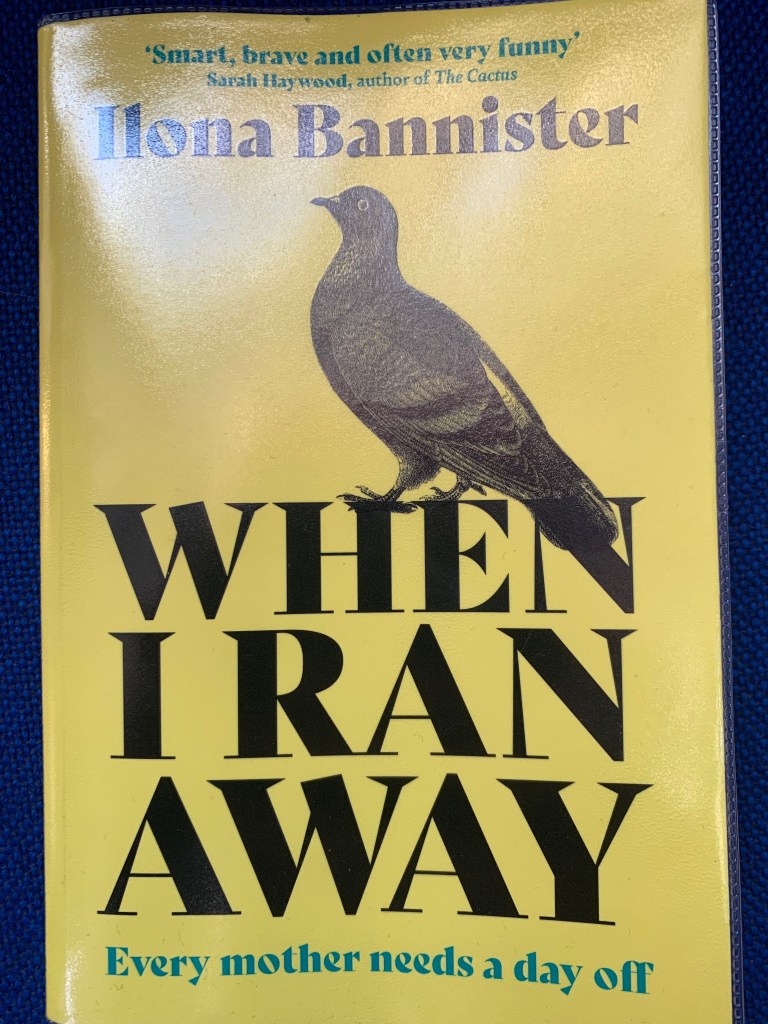 ‘Smart, brave and often very funny’
Sarah Haywood, author of The Cactus
Ilona Bannister
WHEN
I RAN
AWAY
Every mother needs a day off